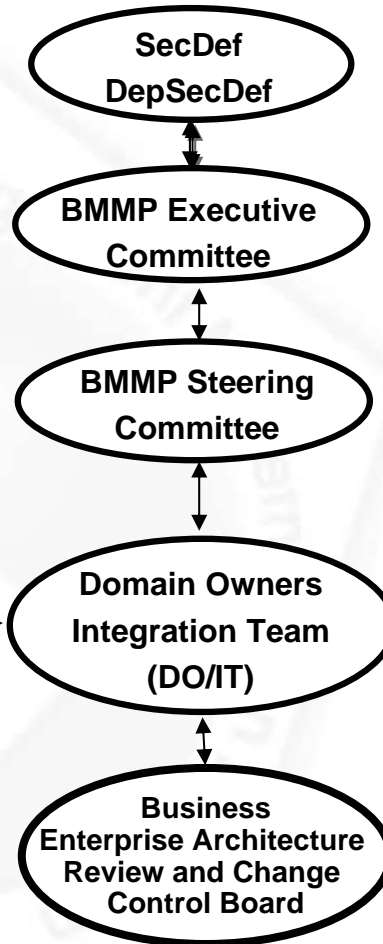 SecDef
DepSecDef
BMMP Executive
Committee
BMMP Steering
Committee
Domain Owners
Integration Team
(DO/IT)
Business
Enterprise Architecture
Review and Change
Control Board